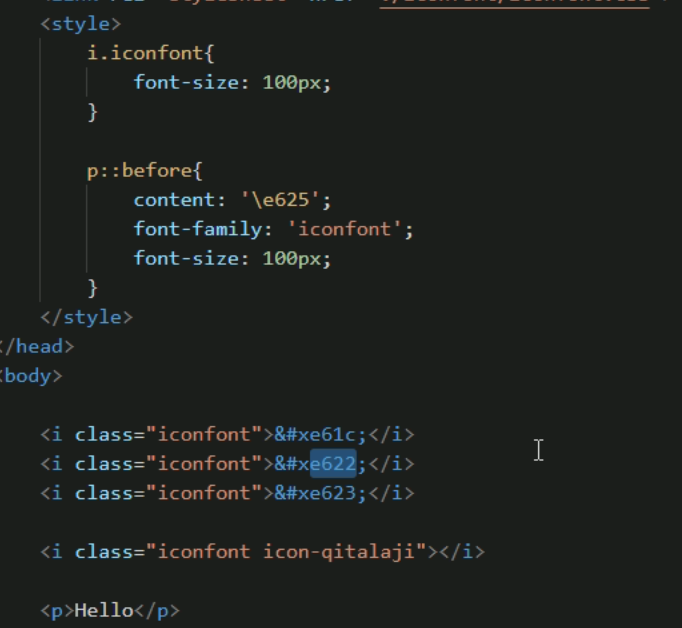 <style>
i.iconfont{
font-size: 100px;
}
p::before{
content: '\e625';
font-family: 'iconfont';
font-size: 100px;
}
</style>
</head>
<body>
<i class="iconfont">&#xe61c;</i>
<i class="iconfont">&#xe622;</i>
<i class="iconfont">&#xe623;</i>
<i class="iconfont icon-qitalaji"></i>
<p>Hello</p>